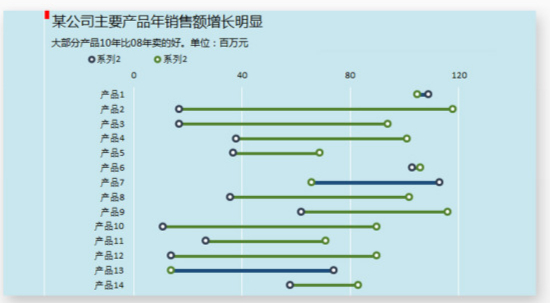 某公司主要产品年销售额增长明显
大部分产品10年比08年卖的好。单位：百万元
系列2 系列2
0 40 80 120
产品1
产品2
产品3
产品4
产品5
产品6
产品7
产品8
产品9
产品10
产品11
产品12
产品13
产品14